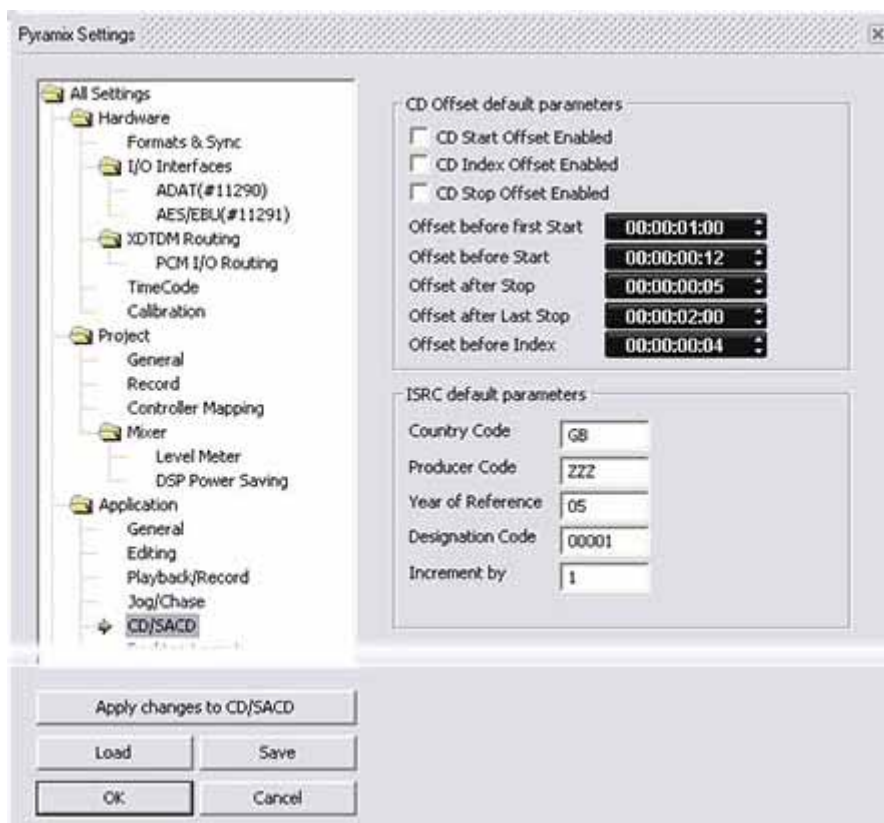 Pyramix Settings
All Settings
Hardware
Formats & Sync
I/O Interfaces
ADAT(#11290)
AES/EBU(#11291)
XDTDM Routing
PCM I/O Routing
TimeCode
Calibration
Project
General
Record
Controller Mapping
Mixer
Level Meter
DSP Power Saving
Application
General
Editing
Playback/Record
Jog/Chase
CD/SACD
Apply changes to CD/SACD
Load Save
OK Cancel
CD Offset default parameters
CD Start Offset Enabled
CD Index Offset Enabled
CD Stop Offset Enabled
Offset before first Start 00:00:01:00
Offset before Start 00:00:00:12
Offset after Stop 00:00:00:05
Offset after Last Stop 00:00:02:00
Offset before Index 00:00:00:04
ISRC default parameters
Country Code GB
Producer Code ZZZ
Year of Reference 05
Designation Code 00001
Increment by 1